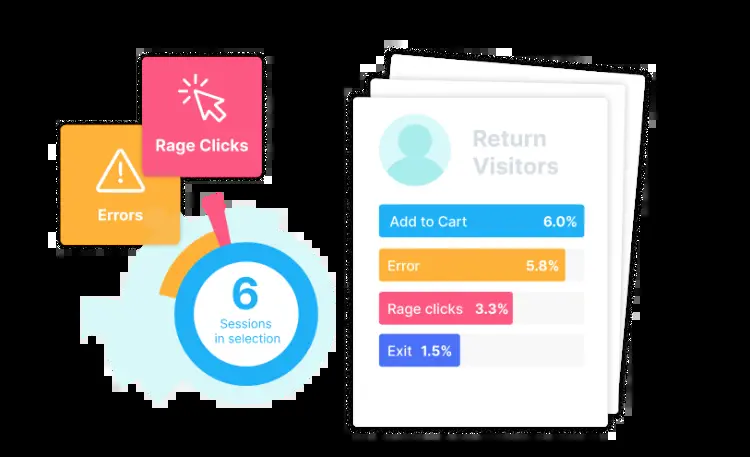 Rage Clicks
Errors
6
Sessions
in selection
Return
Visitors
Add to Cart 6.0%
Error 5.8%
Rage clicks 3.3%
Exit 1.5%